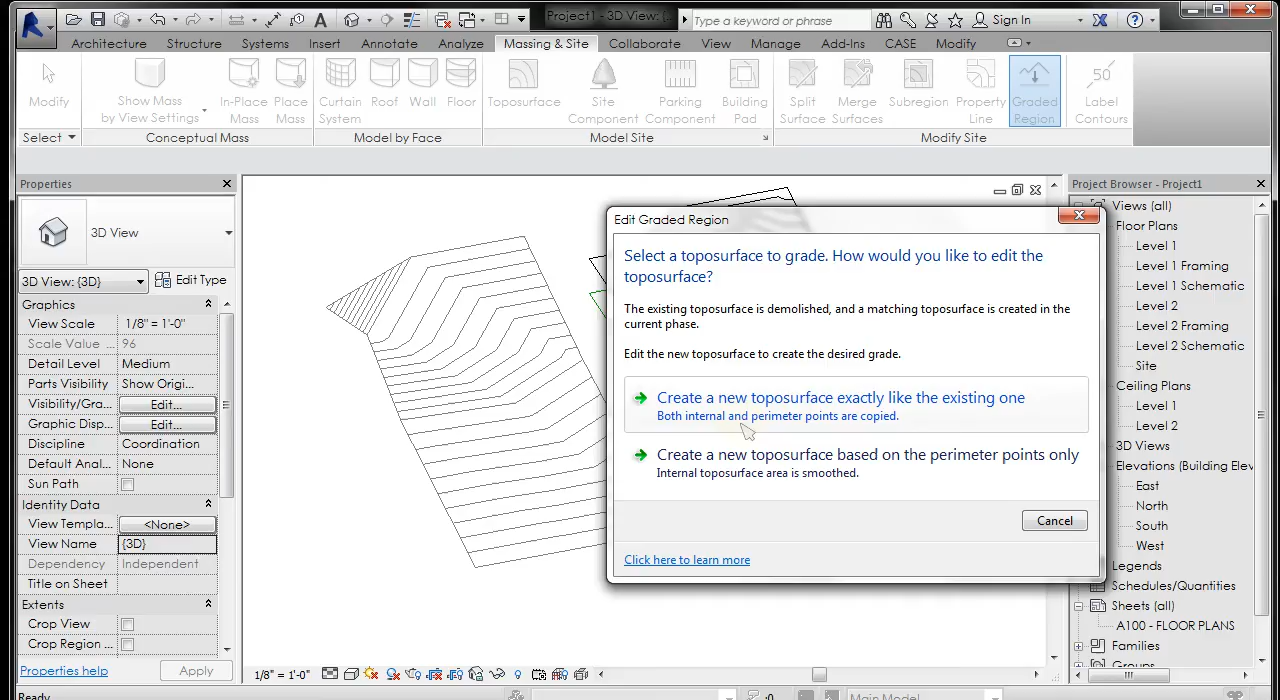 Project1 - 3D View: {
Type a keyword or phrase
Sign In
Architecture Structure Systems Insert Annotate Analyze Massing & Site Collaborate View Manage Add-Ins CASE Modify
Modify
Show Mass
by View Settings
In-Place
Mass
Place
Mass
Curtain
System
Roof
Wall
Floor
Toposurface
Site
Component
Parking
Component
Building
Pad
Split
Surface
Merge
Surfaces
Subregion
Property
Line
Graded
Region
50
Label
Contours
Select
Conceptual Mass
Model by Face
Model Site
Modify Site
Properties
3D View
3D View: {3D}
Edit Type
Graphics
View Scale 1/8" = 1'-0"
Scale Value ... 96
Detail Level Medium
Parts Visibility Show Origi...
Visibility/Gra... Edit...
Graphic Disp... Edit...
Discipline Coordination
Default Anal... None
Sun Path
Identity Data
View Templa... <None>
View Name {3D}
Dependency Independent
Title on Sheet
Extents
Crop View
Crop Region ...
Properties help
Apply
Edit Graded Region
Select a toposurface to grade. How would you like to edit the
toposurface?
The existing toposurface is demolished, and a matching toposurface is created in the
current phase.
Edit the new toposurface to create the desired grade.
Create a new toposurface exactly like the existing one
Both internal and perimeter points are copied.
Create a new toposurface based on the perimeter points only
Internal toposurface area is smoothed.
Cancel
Click here to learn more
Project Browser - Project1
Views (all)
Floor Plans
Level 1
Level 1 Framing
Level 1 Schematic
Level 2
Level 2 Framing
Level 2 Schematic
Site
Ceiling Plans
Level 1
Level 2
3D Views
Elevations (Building Elev
East
North
South
West
Legends
Schedules/Quantities
Sheets (all)
A100 - FLOOR PLANS
Families
Groups
1/8" = 1'-0"
Ready
:0
Main Model